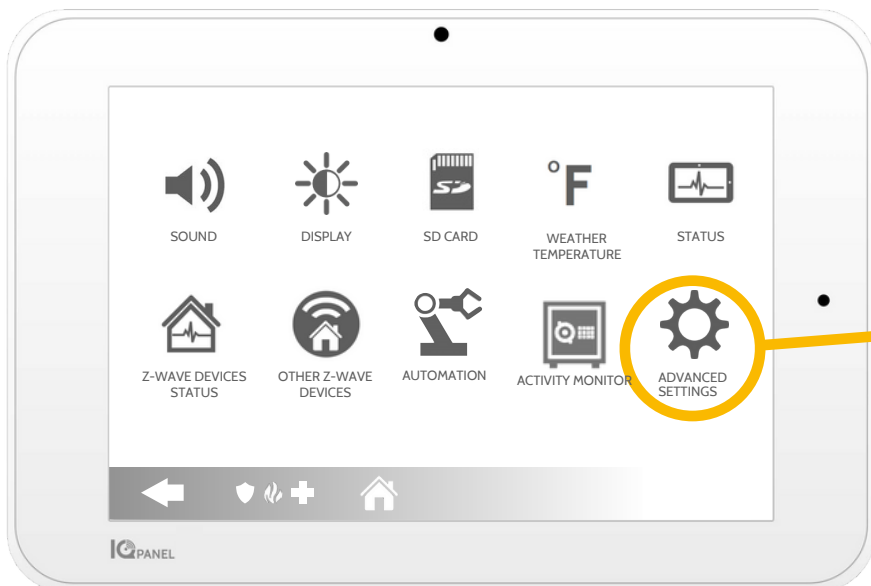 SD
°F
SOUND
DISPLAY
SD CARD
WEATHER
TEMPERATURE
STATUS
Z-WAVE DEVICES
STATUS
OTHER Z-WAVE
DEVICES
AUTOMATION
ACTIVITY MONITOR
ADVANCED
SETTINGS
IQ PANEL